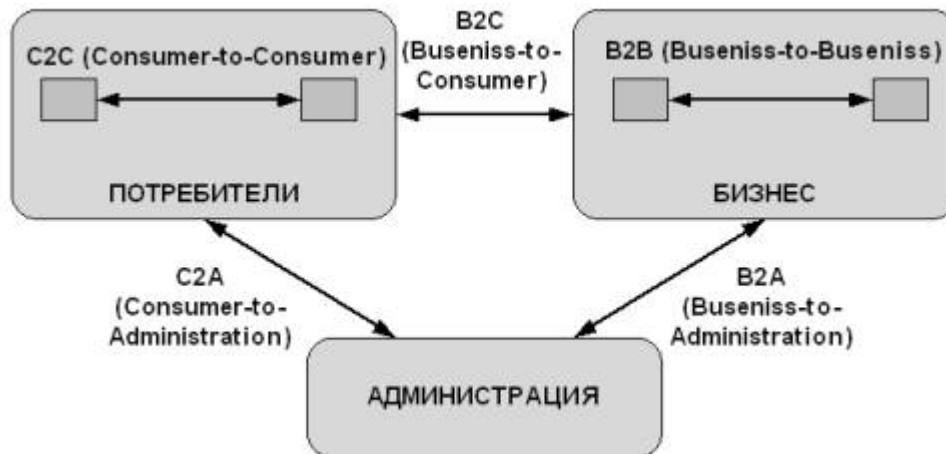 C2C (Consumer-to-Consumer)
ПОТРЕБИТЕЛИ
B2C
(Buseniss-to-
Consumer)
B2B (Buseniss-to-Buseniss)
БИЗНЕС
C2A
(Consumer-to-
Administration)
B2A
(Buseniss-to-
Administration)
АДМИНИСТРАЦИЯ